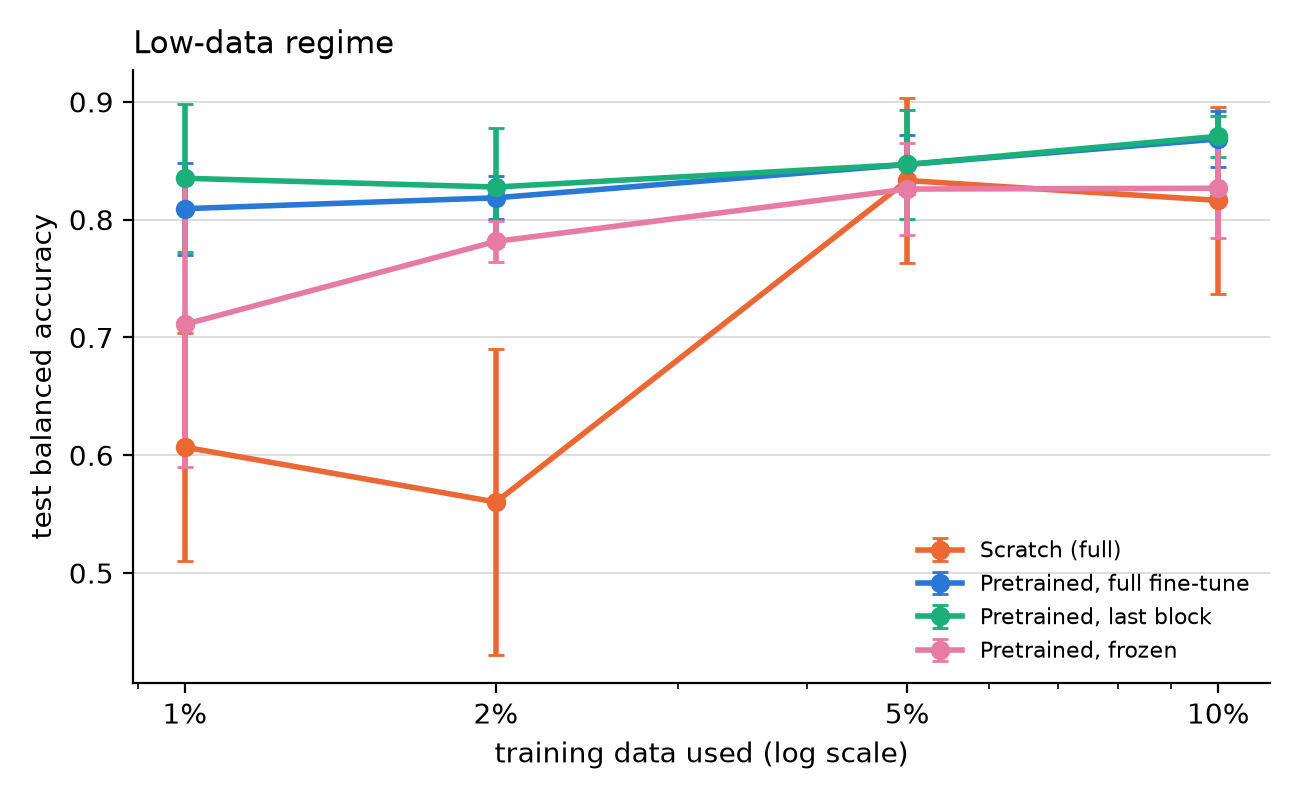 Low-data regime
0.9
0.8
0.7
0.6
0.5
test balanced accuracy
Scratch (full)
Pretrained, full fine-tune
Pretrained, last block
Pretrained, frozen
1% 2% 5% 10%
training data used (log scale)